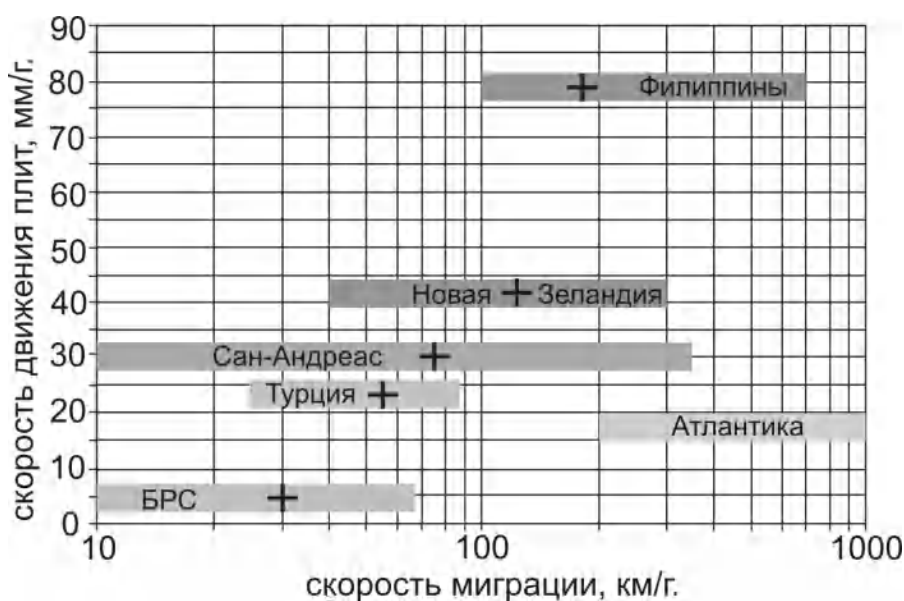 скорость движения плит, мм/г.
90
80
70
60
50
40
30
20
10
0
Филиппины
Новая Зеландия
Сан-Андреас
Турция
Атлантика
БРС
10
100
1000
скорость миграции, км/г.